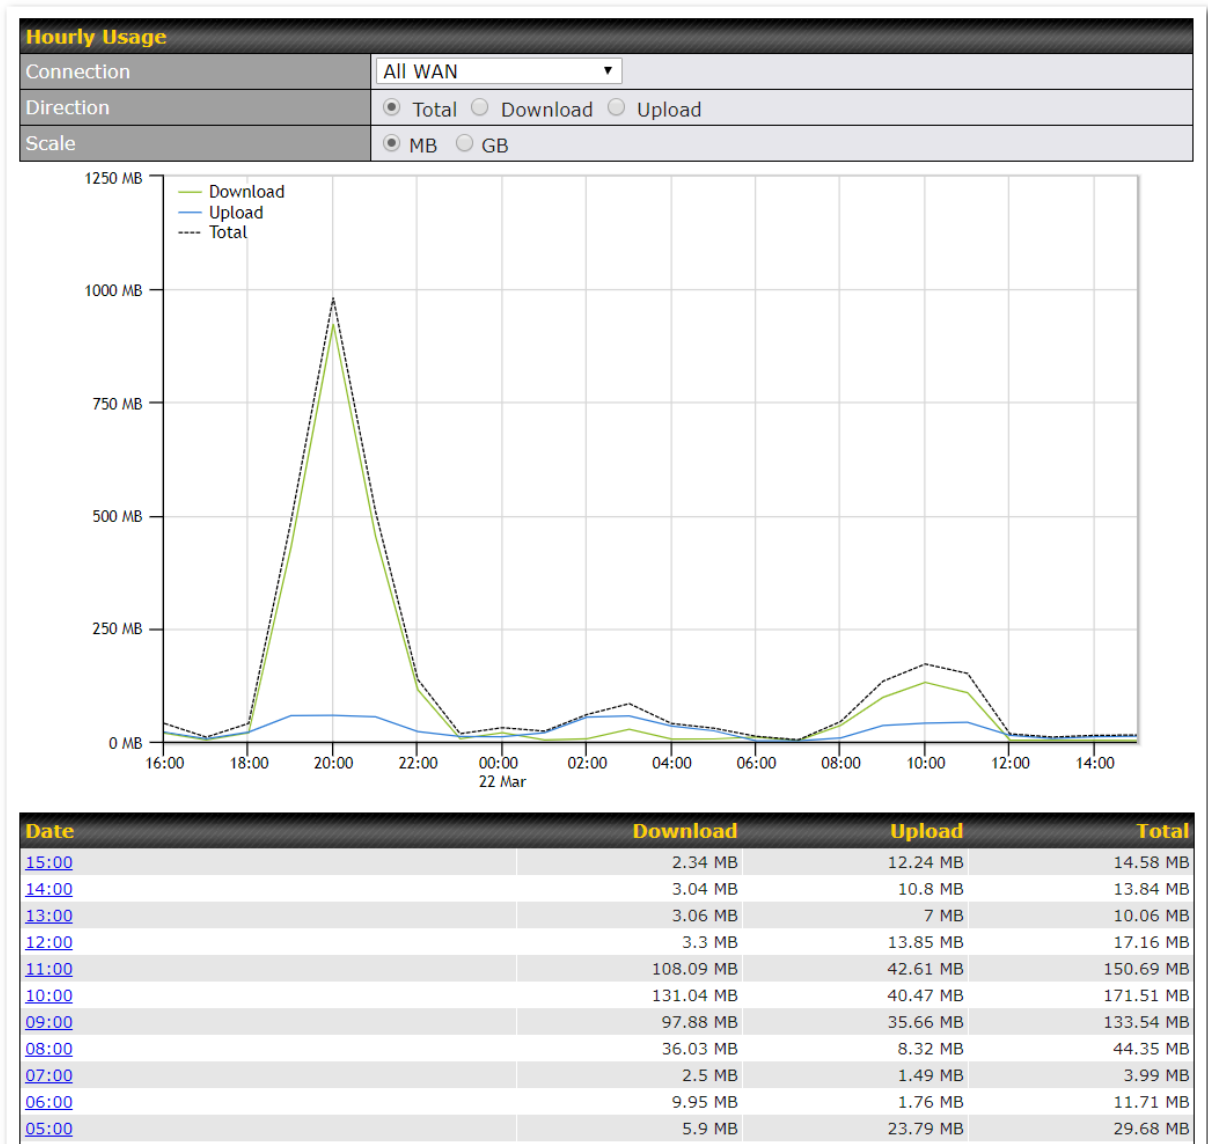 Hourly Usage
Connection All WAN
Direction Total Download Upload
Scale MB GB
1250 MB
Download
Upload
Total
1000 MB
750 MB
500 MB
250 MB
0 MB
16:00 18:00 20:00 22:00 00:00 02:00 04:00 06:00 08:00 10:00 12:00 14:00
22 Mar
Date Download Upload Total
15:00 2.34 MB 12.24 MB 14.58 MB
14:00 3.04 MB 10.8 MB 13.84 MB
13:00 3.06 MB 7 MB 10.06 MB
12:00 3.3 MB 13.85 MB 17.16 MB
11:00 108.09 MB 42.61 MB 150.69 MB
10:00 131.04 MB 40.47 MB 171.51 MB
09:00 97.88 MB 35.66 MB 133.54 MB
08:00 36.03 MB 8.32 MB 44.35 MB
07:00 2.5 MB 1.49 MB 3.99 MB
06:00 9.95 MB 1.76 MB 11.71 MB
05:00 5.9 MB 23.79 MB 29.68 MB